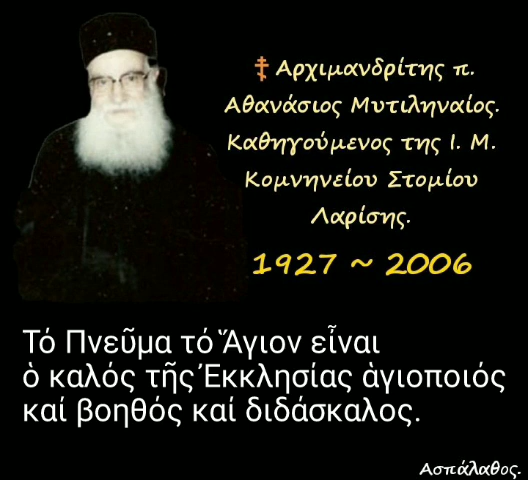 ‡ Αρχιμανδρίτης π.
Αθανάσιος Μυτιληναίος.
Καθηγούμενος της Ι. Μ.
Κομνηνείου Στομίου
Λαρίσης.
1927 ~ 2006
Τό Πνεῦμα τό Ἅγιον εἶναι
ὁ καλός τῆς Ἐκκλησίας ἁγιοποιός
καί βοηθός καί διδάσκαλος.
Ασπάλαθος.